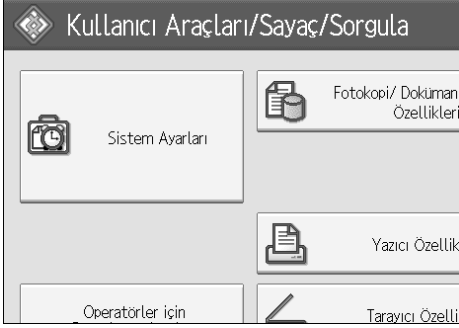 Kullanıcı Araçları/Sayaç/Sorgula
Sistem Ayarları
Fotokopi/ Doküman
Özellikleri
Yazıcı Özellik
Operatörler için
Tarayıcı Özelli